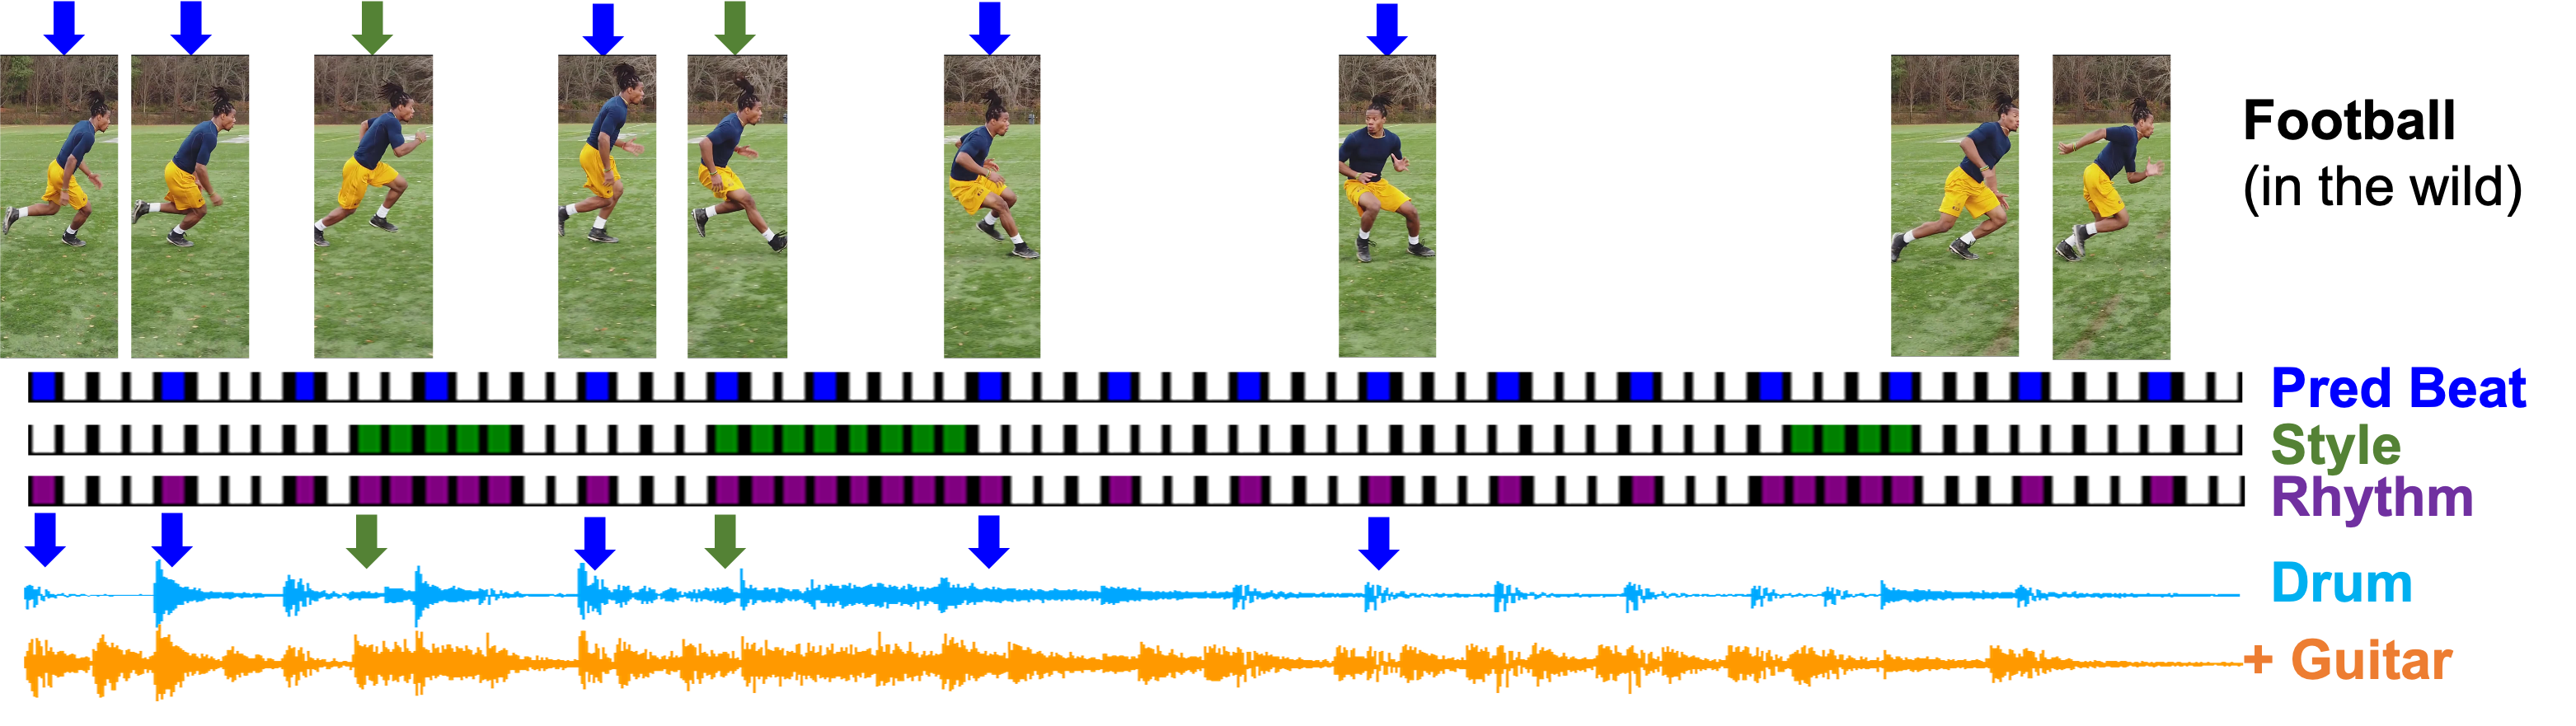 Football
(in the wild)
Pred Beat
Style
Rhythm
Drum
+ Guitar